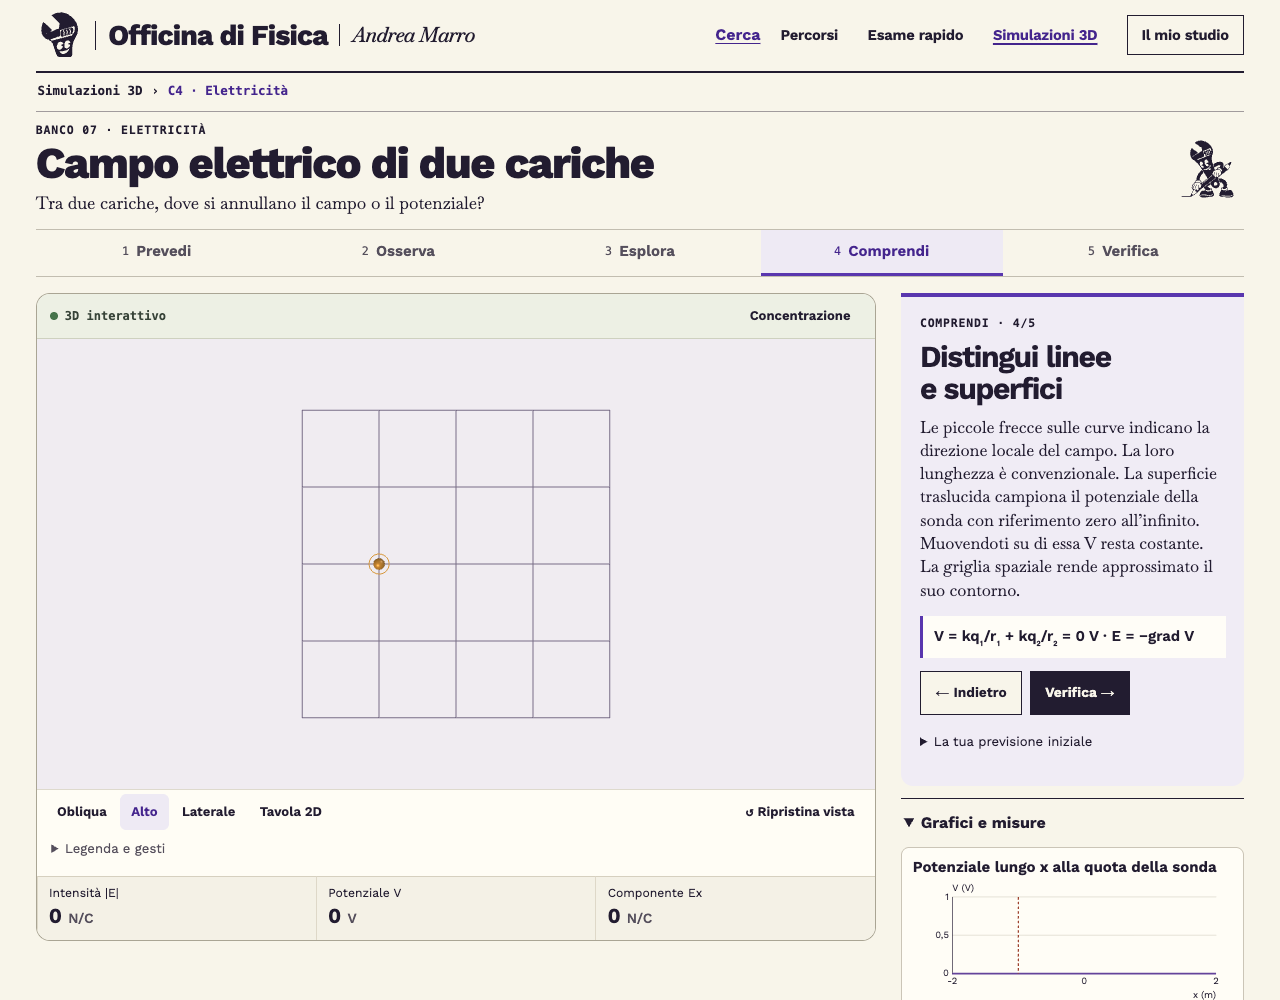 Officina di Fisica
Andrea Marro
Cerca
Percorsi
Esame rapido
Simulazioni 3D
Il mio studio
Simulazioni 3D › C4 · Elettricità
BANCO 07 · ELETTRICITÀ
Campo elettrico di due cariche
Tra due cariche, dove si annullano il campo o il potenziale?
1 Prevedi
2 Osserva
3 Esplora
4 Comprendi
5 Verifica
3D interattivo
Concentrazione
Obliqua
Alto
Laterale
Tavola 2D
↺ Ripristina vista
▶ Legenda e gesti
Intensità |E|
0 N/C
Potenziale V
0 V
Componente Ex
0 N/C
COMPRENDI · 4/5
Distingui linee
e superfici
Le piccole frecce sulle curve indicano la
direzione locale del campo. La loro
lunghezza è convenzionale. La superficie
traslucida campiona il potenziale della
sonda con riferimento zero all’infinito.
Muovendoti su di essa V resta costante.
La griglia spaziale rende approssimato il
suo contorno.
V = kq₁/r₁ + kq₂/r₂ = 0 V · E = −grad V
← Indietro
Verifica →
▶ La tua previsione iniziale
▼ Grafici e misure
Potenziale lungo x alla quota della sonda
V (V)
1
0,5
0
-2
0
2
x (m)